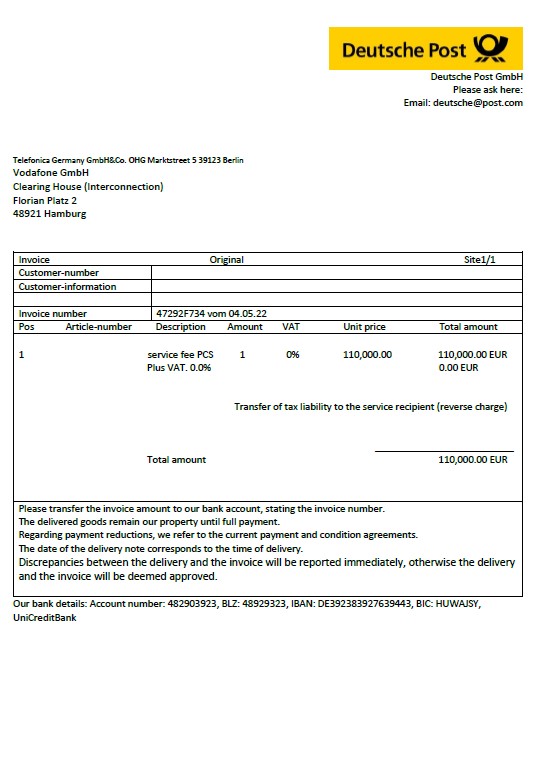 Deutsche Post
Deutsche Post GmbH
Please ask here:
Email: deutsche@post.com
Telefonica Germany GmbH&Co. OHG Marktstreet 5 39123 Berlin
Vodafone GmbH
Clearing House (Interconnection)
Florian Platz 2
48921 Hamburg
Invoice Original Site1/1
Customer-number
Customer-information
Invoice number 47292F734 vom 04.05.22
Pos Article-number Description Amount VAT Unit price Total amount
1 service fee PCS 1 0% 110,000.00 110,000.00 EUR
Plus VAT. 0.0% 0.00 EUR
Transfer of tax liability to the service recipient (reverse charge)
Total amount 110,000.00 EUR
Please transfer the invoice amount to our bank account, stating the invoice number.
The delivered goods remain our property until full payment.
Regarding payment reductions, we refer to the current payment and condition agreements.
The date of the delivery note corresponds to the time of delivery.
Discrepancies between the delivery and the invoice will be reported immediately, otherwise the delivery
and the invoice will be deemed approved.
Our bank details: Account number: 482903923, BLZ: 48929323, IBAN: DE392383927639443, BIC: HUWAJSY,
UniCreditBank